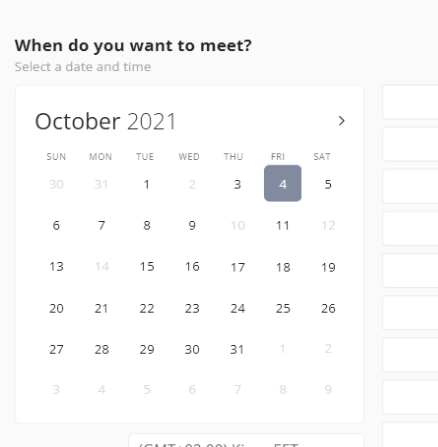 When do you want to meet?
Select a date and time
October 2021
SUN MON TUE WED THU FRI SAT
30 31 1 2 3 4 5
6 7 8 9 10 11 12
13 14 15 16 17 18 19
20 21 22 23 24 25 26
27 28 29 30 31 1 2
3 4 5 6 7 8 9